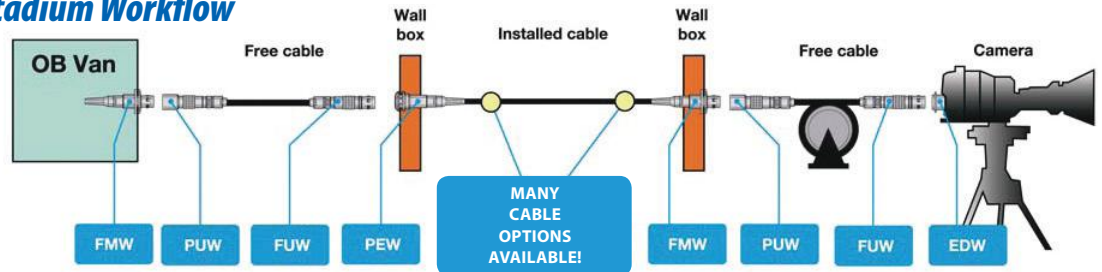 Workflow
Wall
box
Wall
box
Free cable
Installed cable
Free cable
Camera
OB Van
MANY
CABLE
OPTIONS
AVAILABLE!
FMW
PUW
FUW
PEW
FMW
PUW
FUW
EDW